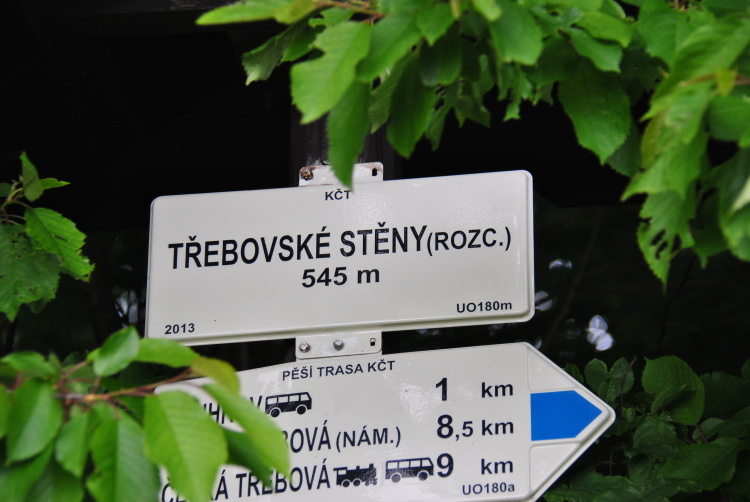 KČT
TŘEBOVSKÉ STĚNY (ROZC.)
545 m
2013 UO180m
PĚŠÍ TRASA KČT
1 km
(NÁM.) 8,5 km
TŘEBOVÁ 9 km
UO180a